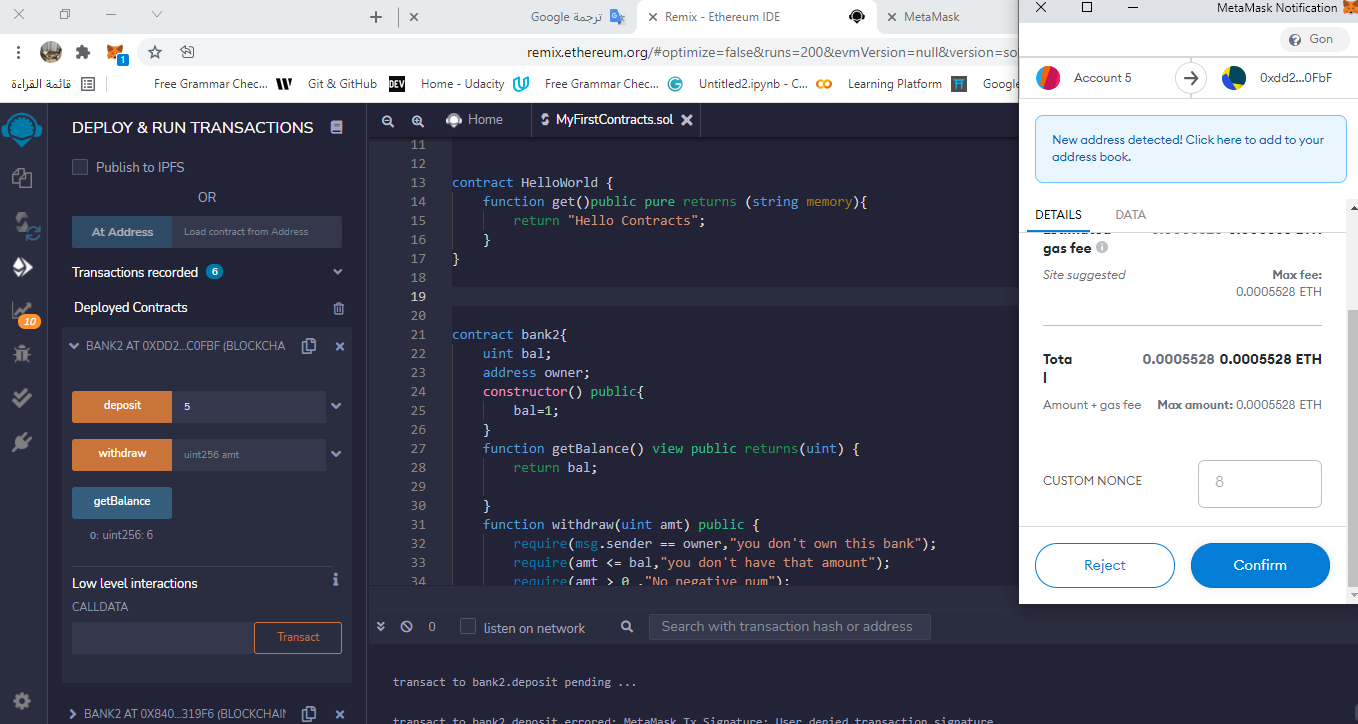 Google ترجمة
Remix - Ethereum IDE
MetaMask
MetaMask Notification
1
remix.ethereum.org/#optimize=false&runs=200&evmVersion=null&version=so
Gon
قائمة القراءة
Free Grammar Chec...
Git & GitHub
DEV
Home - Udacity
Free Grammar Chec...
Untitled2.ipynb - C...
Learning Platform
Google
DEPLOY & RUN TRANSACTIONS
Publish to IPFS
OR
At Address
Load contract from Address
Transactions recorded 6
Deployed Contracts
10
BANK2 AT 0XDD2...C0FBF (BLOCKCHA
deposit 5
withdraw uint256 amt
getBalance
0: uint256: 6
Low level interactions
i
CALLDATA
Transact
BANK2 AT 0X840...319F6 (BLOCKCHAIN
Home
MyFirstContracts.sol
11
12
13 contract HelloWorld {
14 function get()public pure returns (string memory){
15 return "Hello Contracts";
16 }
17 }
18
19
20
21 contract bank2{
22 uint bal;
23 address owner;
24 constructor() public{
25 bal=1;
26 }
27 function getBalance() view public returns(uint) {
28 return bal;
29
30 }
31 function withdraw(uint amt) public {
32 require(msg.sender == owner,"you don't own this bank");
33 require(amt <= bal,"you don't have that amount");
34 require(amt > 0 ,"No negative num");
0
listen on network
Search with transaction hash or address
transact to bank2.deposit pending ...
transact to bank2.deposit errored: MetaMask Tx Signature: User denied transaction signature.
Account 5
0xdd2...0FbF
New address detected! Click here to add to your
address book.
DETAILS
DATA
Estimated
gas fee
0.0005528 0.000553 ETH
Site suggested
Max fee:
0.0005528 ETH
Tota
l
0.0005528 0.0005528 ETH
Amount + gas fee
Max amount: 0.0005528 ETH
CUSTOM NONCE
8
Reject
Confirm